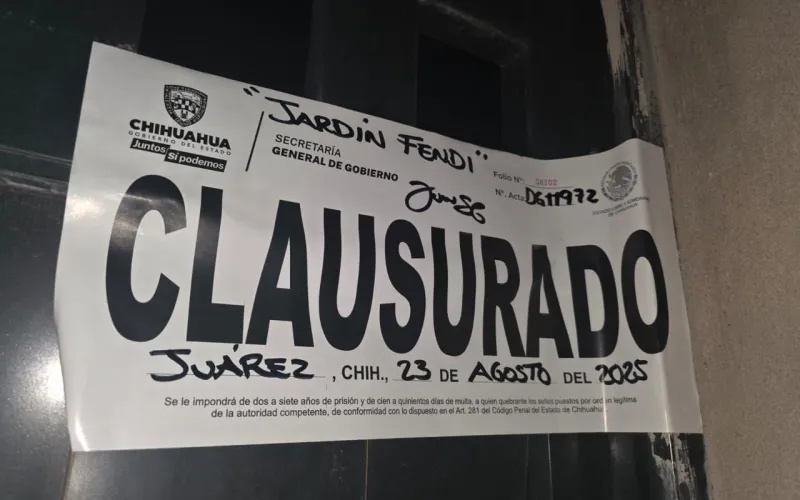 "JARDIN FENDI"
CHIHUAHUA
GOBIERNO DEL ESTADO
Juntos Sí podemos
SECRETARÍA
GENERAL DE GOBIERNO
Folio N°.
N°. Acta DG11972
CLAUSURADO
JUÁREZ, CHIH., 23 DE AGOSTO DEL 2025
Se le impondrá de dos a siete años de prisión y de cien a quinientos días de multa, a quien quebrante los sellos puestos por orden legítima
de la autoridad competente, de conformidad con lo dispuesto en el Art. 281 del Código Penal del Estado de Chihuahua.